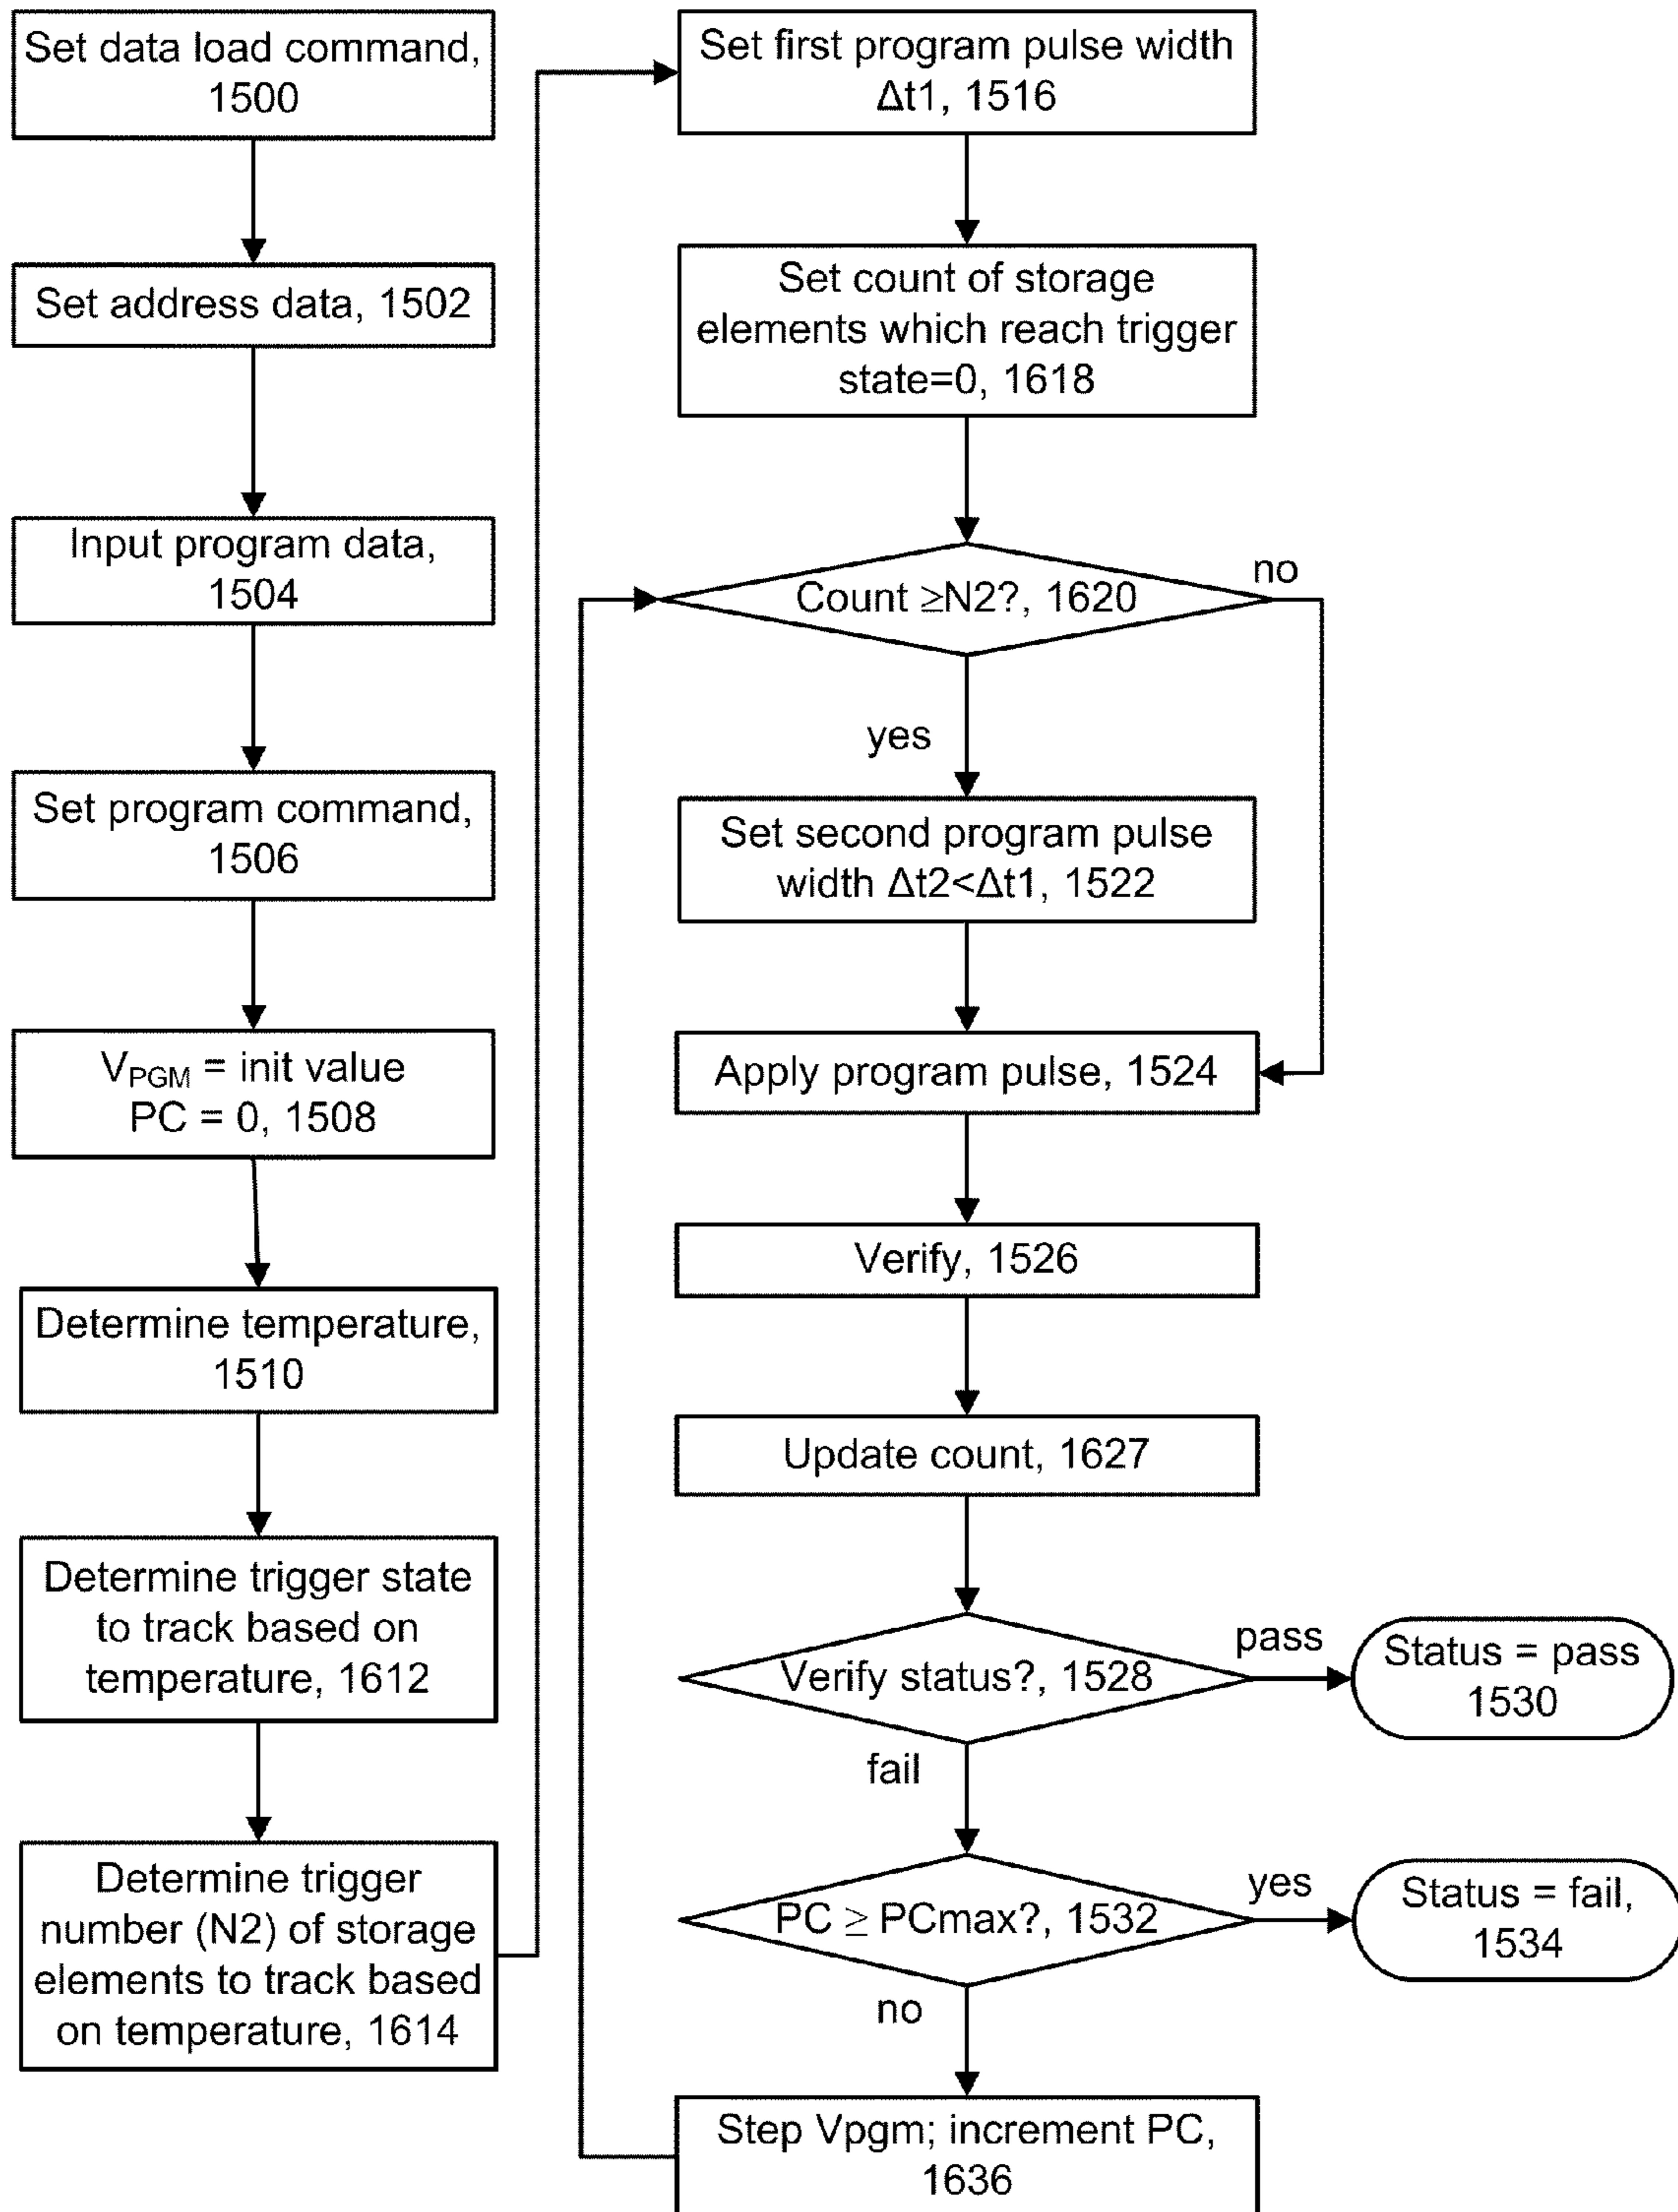 Set data load command,
1500
Set address data, 1502
Input program data,
1504
Set program command,
1506
V_PGM = init value
PC = 0, 1508
Determine temperature,
1510
Determine trigger state
to track based on
temperature, 1612
Determine trigger
number (N2) of storage
elements to track based
on temperature, 1614
Set first program pulse width
Δt1, 1516
Set count of storage
elements which reach trigger
state=0, 1618
Count ≥N2?, 1620
no
yes
Set second program pulse
width Δt2<Δt1, 1522
Apply program pulse, 1524
Verify, 1526
Update count, 1627
Verify status?, 1528
pass
Status = pass
1530
fail
PC ≥ PCmax?, 1532
yes
Status = fail,
1534
no
Step Vpgm; increment PC,
1636